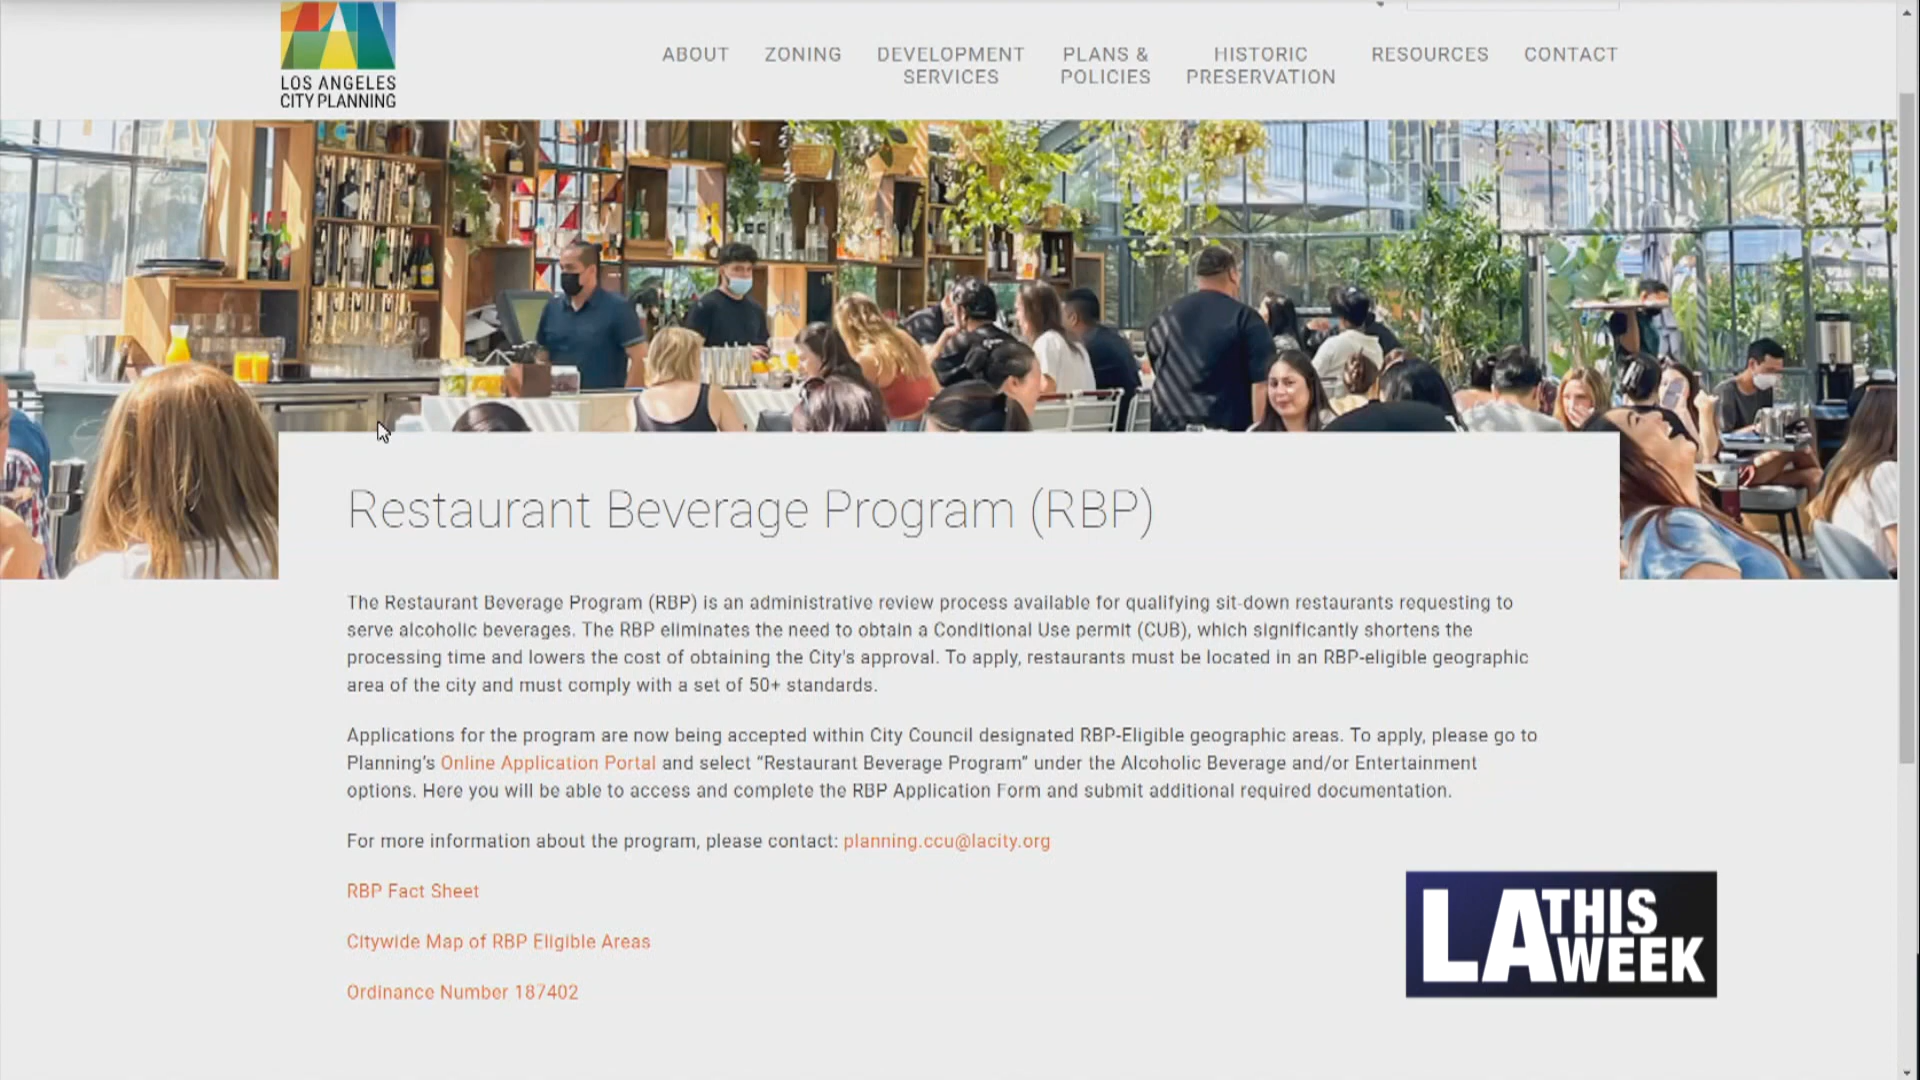 LOS ANGELES
CITY PLANNING
ABOUT
ZONING
DEVELOPMENT
SERVICES
PLANS &
POLICIES
HISTORIC
PRESERVATION
RESOURCES
CONTACT
Restaurant Beverage Program (RBP)
The Restaurant Beverage Program (RBP) is an administrative review process available for qualifying sit-down restaurants requesting to
serve alcoholic beverages. The RBP eliminates the need to obtain a Conditional Use permit (CUB), which significantly shortens the
processing time and lowers the cost of obtaining the City's approval. To apply, restaurants must be located in an RBP-eligible geographic
area of the city and must comply with a set of 50+ standards.
Applications for the program are now being accepted within City Council designated RBP-Eligible geographic areas. To apply, please go to
Planning's Online Application Portal and select “Restaurant Beverage Program” under the Alcoholic Beverage and/or Entertainment
options. Here you will be able to access and complete the RBP Application Form and submit additional required documentation.
For more information about the program, please contact: planning.ccu@lacity.org
RBP Fact Sheet
Citywide Map of RBP Eligible Areas
Ordinance Number 187402
LA THIS
WEEK